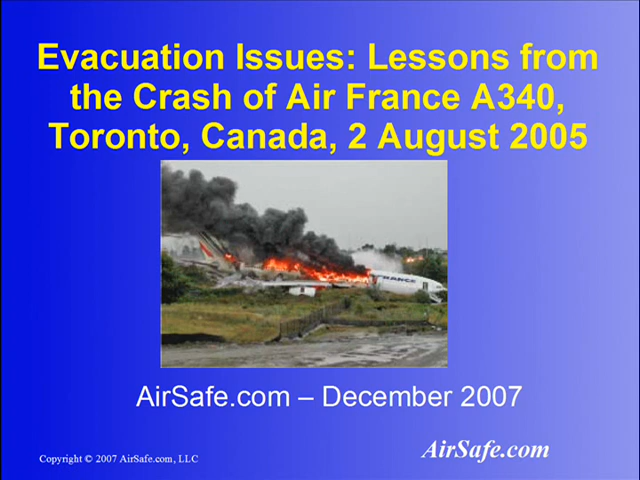 Evacuation Issues: Lessons from
the Crash of Air France A340,
Toronto, Canada, 2 August 2005
RANCE
AirSafe.com – December 2007
Copyright © 2007 AirSafe.com, LLC
AirSafe.com